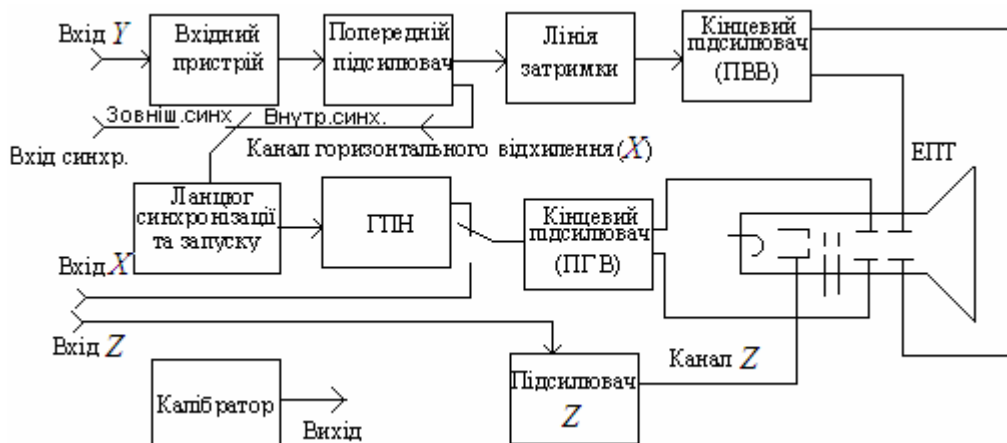 Вхід Y
Вхідний
пристрій
Попередній
підсилювач
Лінія
затримки
Кінцевий
підсилювач
(ПВВ)
Зовніш.синх
Внутр.синх.
Вхід синхр.
Канал горизонтального відхилення(X)
ЕПТ
Ланцюг
синхронізації
та запуску
ГПН
Кінцевий
підсилювач
(ПГВ)
Вхід X
Вхід Z
Канал Z
Підсилювач
Z
Калібратор
Вихід